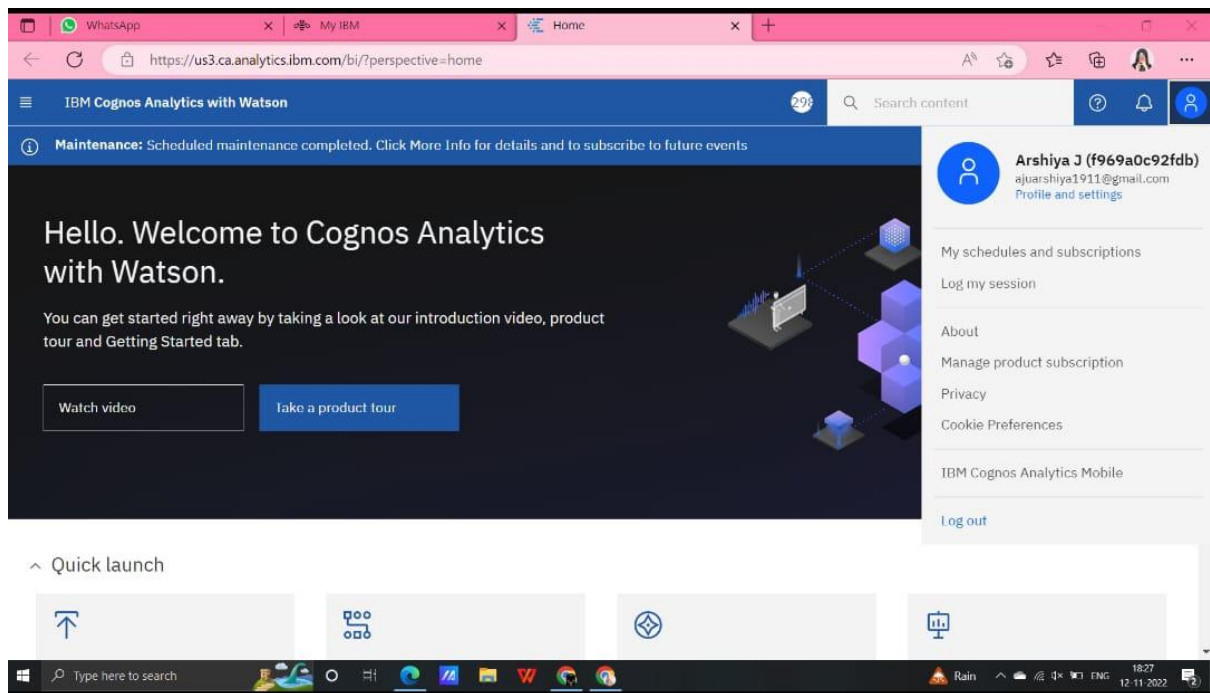 WhatsApp
My IBM
Home
https://us3.ca.analytics.ibm.com/bi/?perspective=home
IBM Cognos Analytics with Watson
298
Search content
Maintenance: Scheduled maintenance completed. Click More Info for details and to subscribe to future events
Arshiya J (f969a0c92fdb)
ajuarshiya1911@gmail.com
Profile and settings
Hello. Welcome to Cognos Analytics
with Watson.
You can get started right away by taking a look at our introduction video, product
tour and Getting Started tab.
Watch video
Take a product tour
My schedules and subscriptions
Log my session
About
Manage product subscription
Privacy
Cookie Preferences
IBM Cognos Analytics Mobile
Log out
Quick launch
Type here to search
Rain
ENG
18:27
12-11-2022